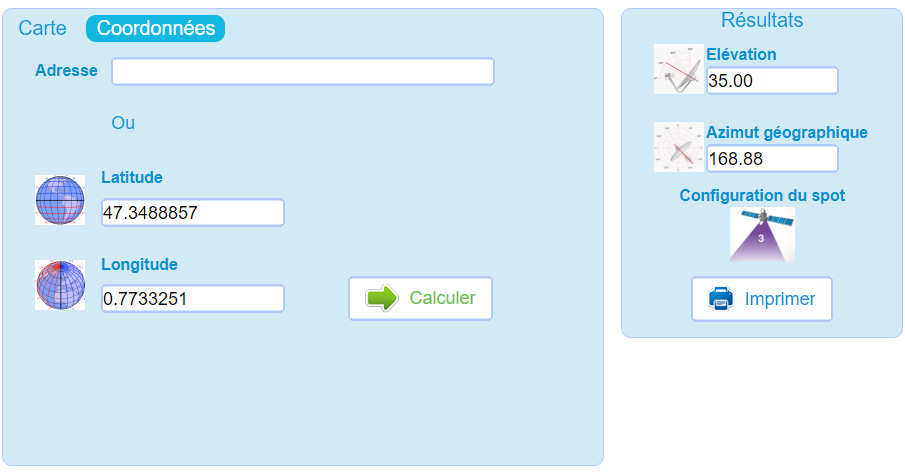 Carte Coordonnées
Adresse
Ou
Latitude
47.3488857
Longitude
0.7733251
Calculer
Résultats
Elévation
35.00
Azimut géographique
168.88
Configuration du spot
3
Imprimer